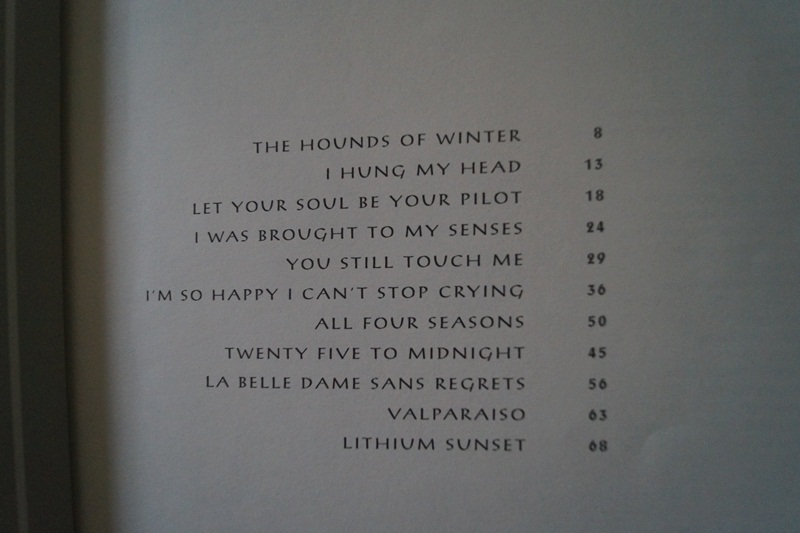 THE HOUNDS OF WINTER 8
I HUNG MY HEAD 13
LET YOUR SOUL BE YOUR PILOT 18
I WAS BROUGHT TO MY SENSES 24
YOU STILL TOUCH ME 29
I'M SO HAPPY I CAN'T STOP CRYING 36
ALL FOUR SEASONS 50
TWENTY FIVE TO MIDNIGHT 45
LA BELLE DAME SANS REGRETS 56
VALPARAISO 63
LITHIUM SUNSET 68